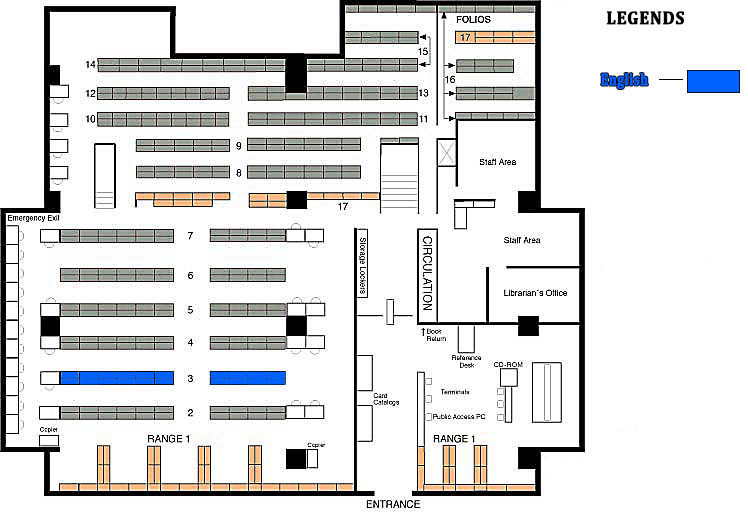 LEGENDS
English
FOLIOS
17
15
14
16
12
13
10
11
9
8
Staff Area
17
Emergency Exit
7
Storage Lockers
CIRCULATION
Staff Area
6
Librarian´s Office
5
4
Book
Return
Reference
Desk
CD-ROM
3
Terminals
Card
Catalogs
2
Public Access PC
Copier
RANGE 1
Copier
RANGE 1
ENTRANCE